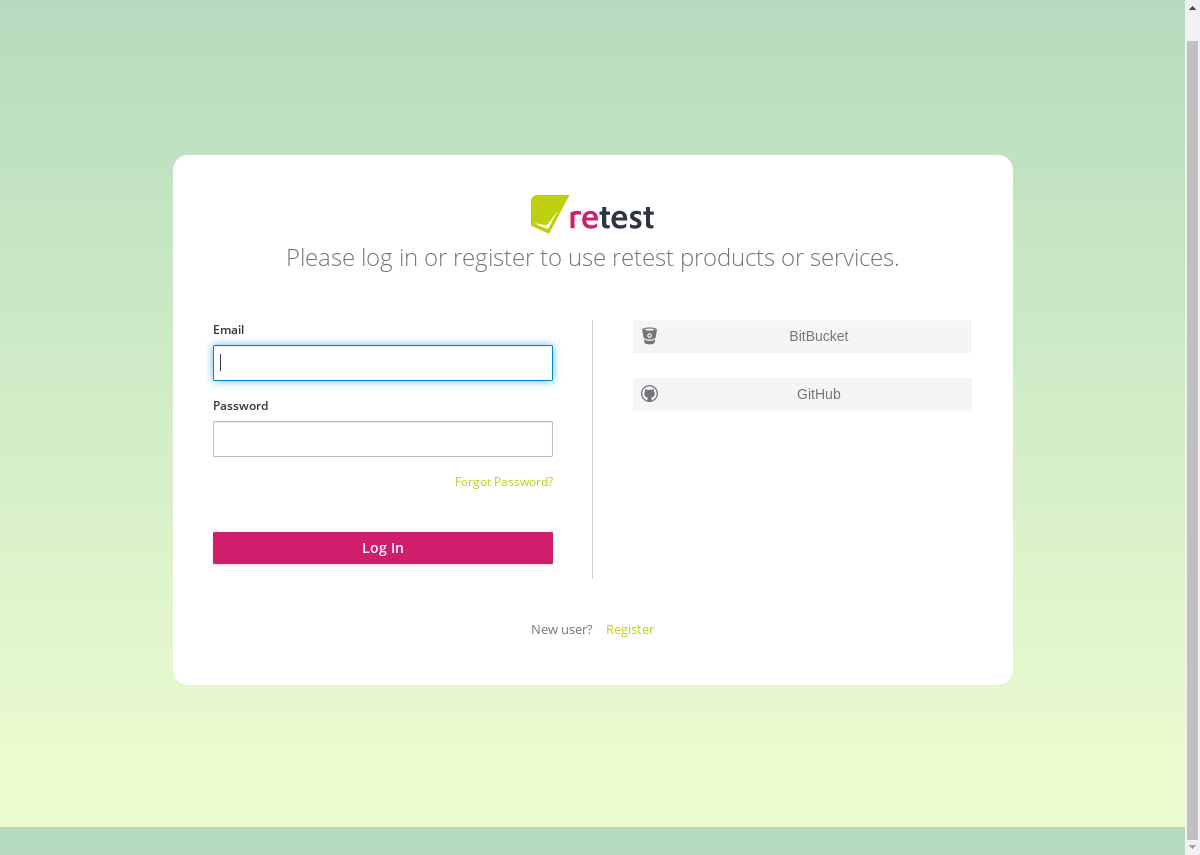 retest
Please log in or register to use retest products or services.
Email
Password
Forgot Password?
Log In
BitBucket
GitHub
New user? Register